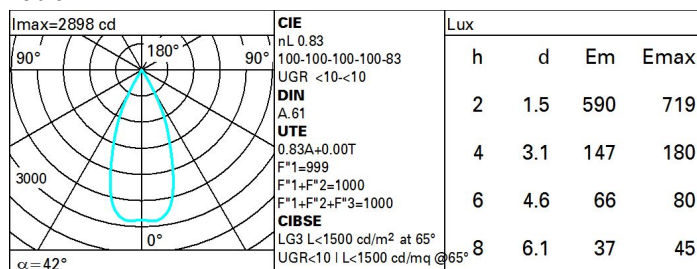 Imax=2898 cd
90°
180°
90°
3000
0°
α=42°
CIE
nL 0.83
100-100-100-100-83
UGR <10-<10
DIN
A.61
UTE
0.83A+0.00T
F"1=999
F"1+F"2=1000
F"1+F"2+F"3=1000
CIBSE
LG3 L<1500 cd/m² at 65°
UGR<10 | L<1500 cd/mq @65°
Lux
h d Em Emax
2 1.5 590 719
4 3.1 147 180
6 4.6 66 80
8 6.1 37 45